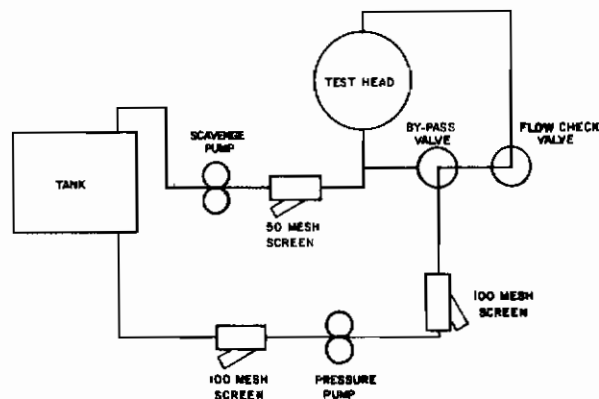 TEST HEAD
BY-PASS
VALVE
FLOW CHECK
VALVE
SCAVENGE
PUMP
TANK
50 MESH
SCREEN
100 MESH
SCREEN
100 MESH
SCREEN
PRESSURE
PUMP